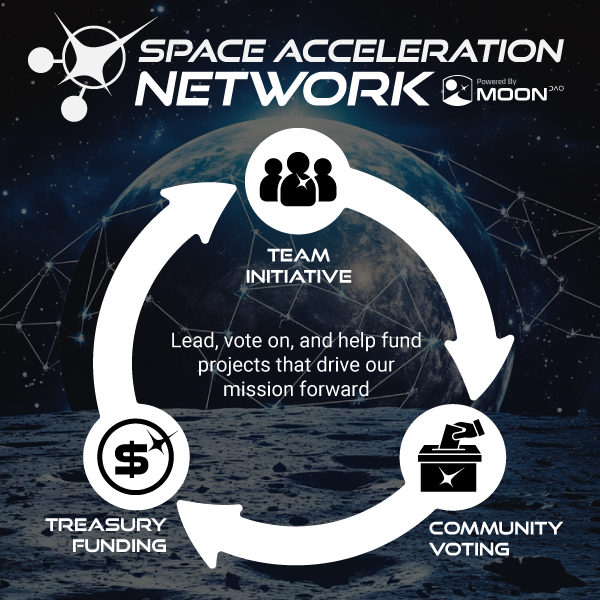 SPACE ACCELERATION
NETWORK
Powered By
MOON DAO
TEAM
INITIATIVE
Lead, vote on, and help fund
projects that drive our
mission forward
$
TREASURY
FUNDING
COMMUNITY
VOTING